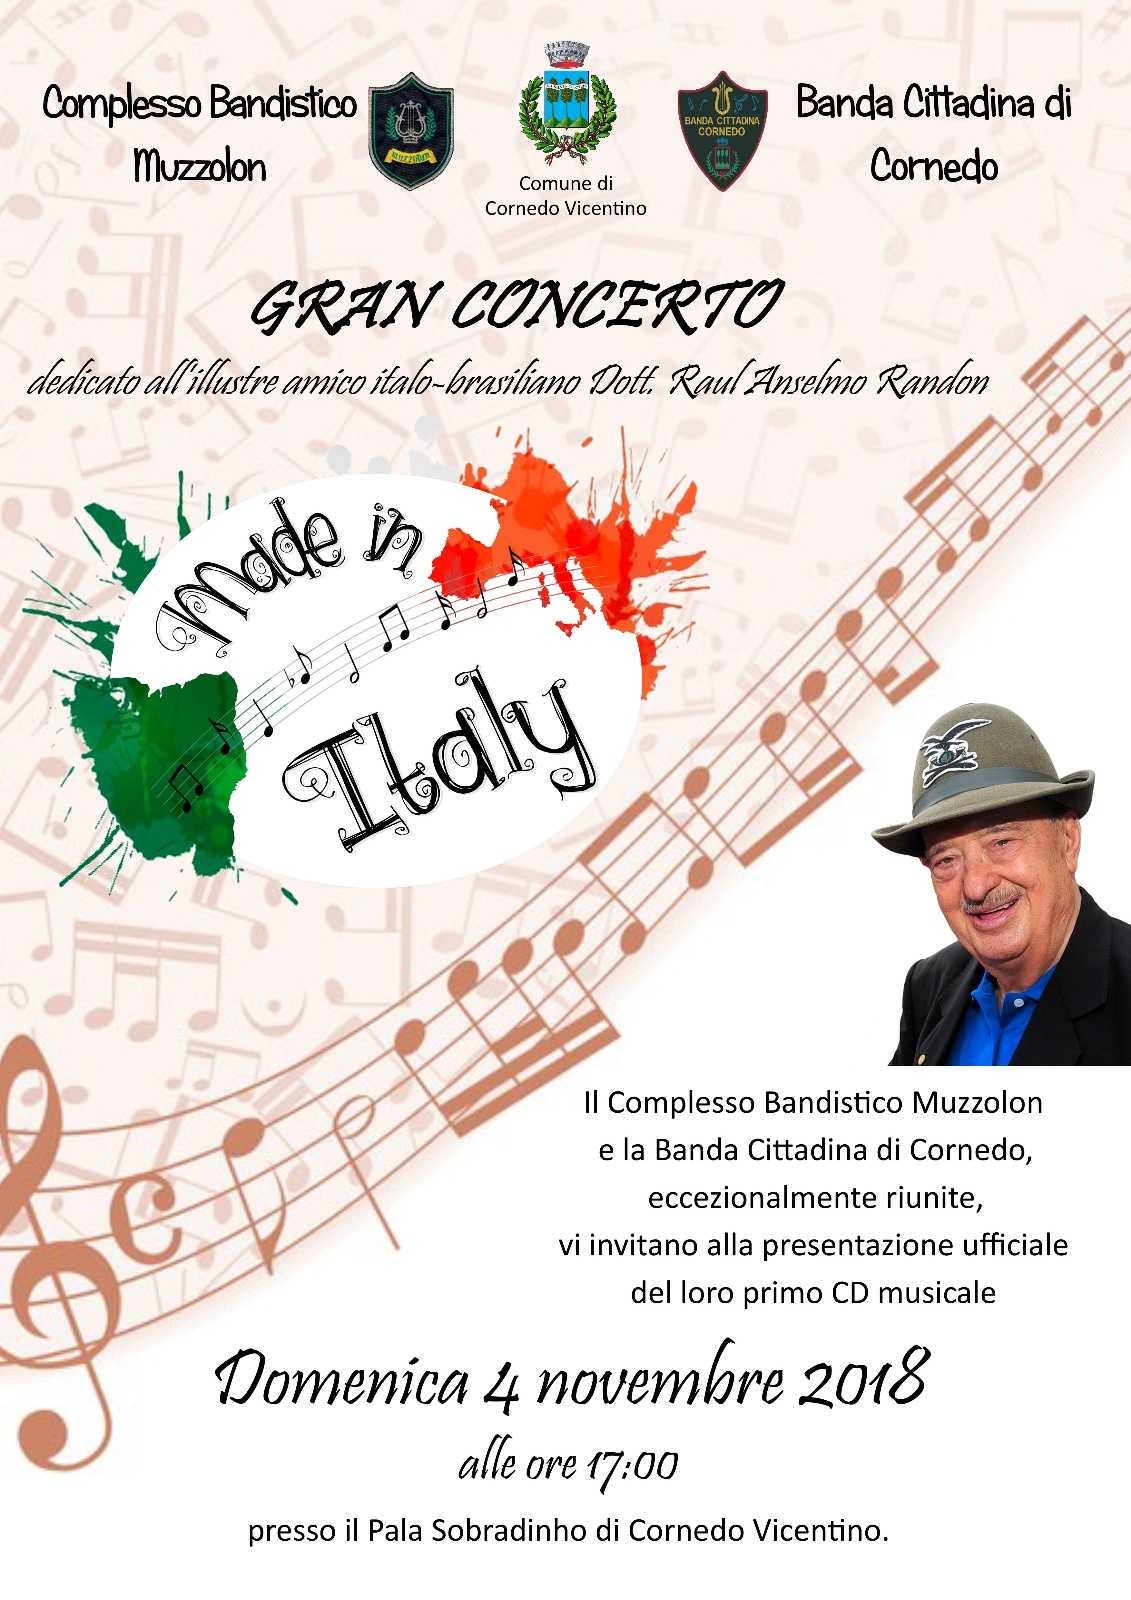 Complesso Bandistico
Muzzolon
muzzolon
Comune di
Cornedo Vicentino
BANDA CITTADINA
CORNEDO
Banda Cittadina di
Cornedo
GRAN CONCERTO
dedicato all'illustre amico italo-brasiliano Dott. Raul Anselmo Randon
made in
Italy
Il Complesso Bandistico Muzzolon
e la Banda Cittadina di Cornedo,
eccezionalmente riunite,
vi invitano alla presentazione ufficiale
del loro primo CD musicale
Domenica 4 novembre 2018
alle ore 17:00
presso il Pala Sobradinho di Cornedo Vicentino.